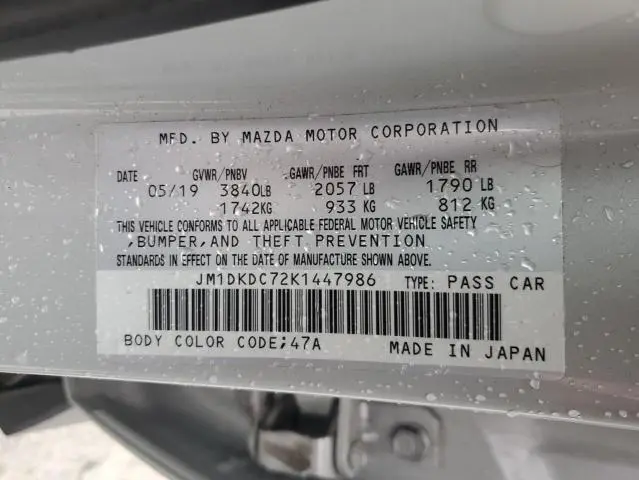 MFD. BY MAZDA MOTOR CORPORATION
DATE GVWR/PNBV GAWR/PNBE FRT GAWR/PNBE RR
05/19 3840LB 2057 LB 1790 LB
1742KG 933 KG 812 KG
THIS VEHICLE CONFORMS TO ALL APPLICABLE FEDERAL MOTOR VEHICLE SAFETY
,BUMPER,AND THEFT PREVENTION
STANDARDS IN EFFECT ON THE DATE OF MANUFACTURE SHOWN ABOVE.
JM1DKDC72K1447986 TYPE: PASS CAR
BODY COLOR CODE;47A MADE IN JAPAN